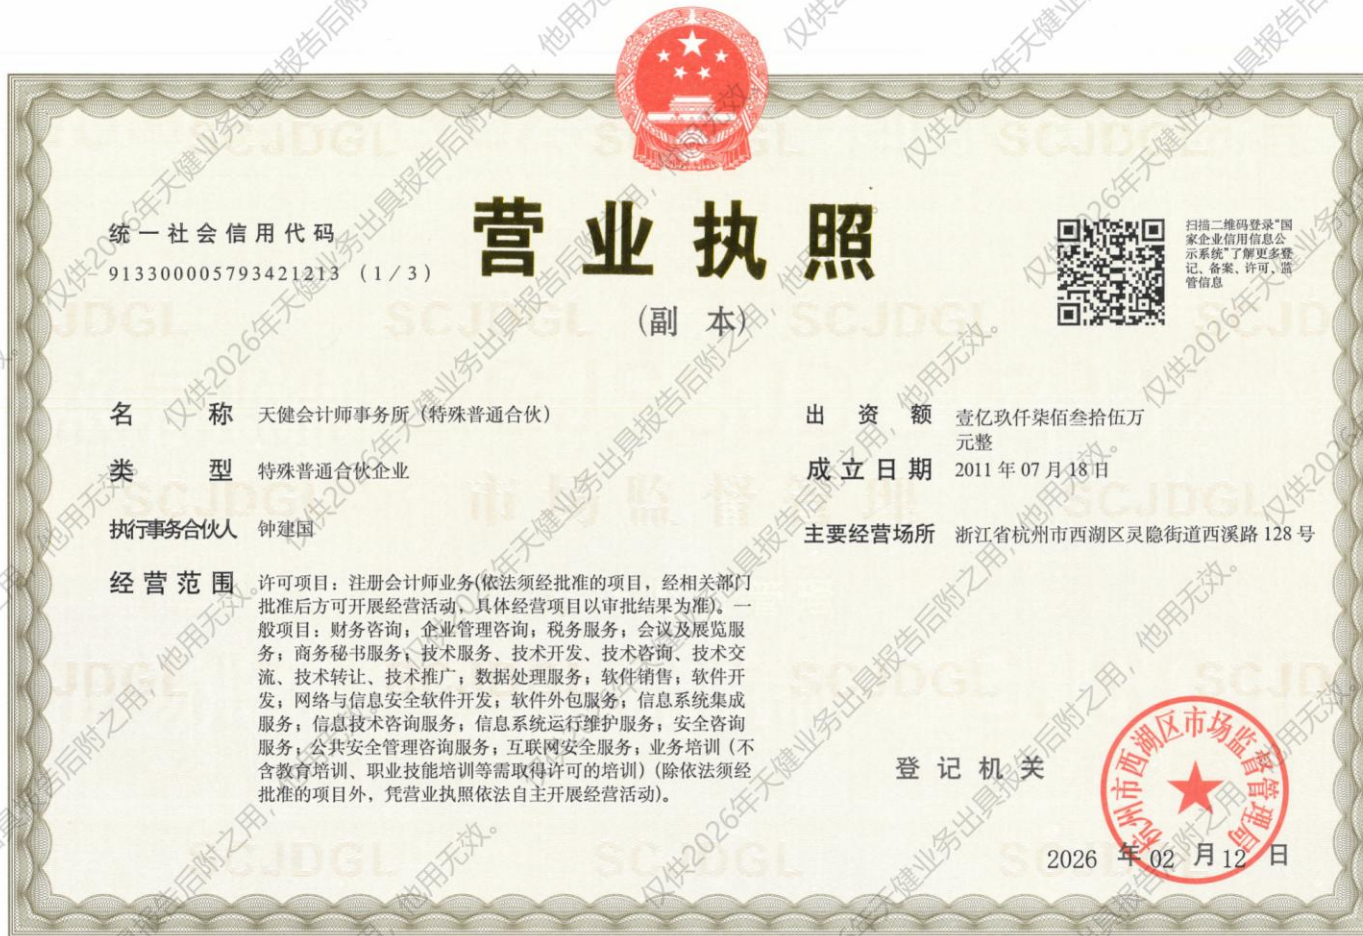 统一社会信用代码
913300005793421213 (1/3)
营业执照
(副 本)
扫描二维码登录“国
家企业信用信息公
示系统”了解更多登
记、备案、许可、监
管信息
名 称 天健会计师事务所（特殊普通合伙）
类 型 特殊普通合伙企业
执行事务合伙人 钟建国
经营范围 许可项目：注册会计师业务(依法须经批准的项目，经相关部门
批准后方可开展经营活动，具体经营项目以审批结果为准)。一
般项目：财务咨询；企业管理咨询；税务服务；会议及展览服
务；商务秘书服务；技术服务、技术开发、技术咨询、技术交
流、技术转让、技术推广；数据处理服务；软件销售；软件开
发；网络与信息安全软件开发；软件外包服务；信息系统集成
服务；信息技术咨询服务；信息系统运行维护服务；安全咨询
服务；公共安全管理咨询服务；互联网安全服务；业务培训（不
含教育培训、职业技能培训等需取得许可的培训）(除依法须经
批准的项目外，凭营业执照依法自主开展经营活动)。
出 资 额 壹亿玖仟柒佰叁拾伍万
元整
成立日期 2011年07月18日
主要经营场所 浙江省杭州市西湖区灵隐街道西溪路128号
登记机关
杭州市西湖区市场监督管理局
2026 年 02 月 12 日
仅供2026年天健业务出具报告后附之用，他用无效。
SCJDGL
市场监督管理